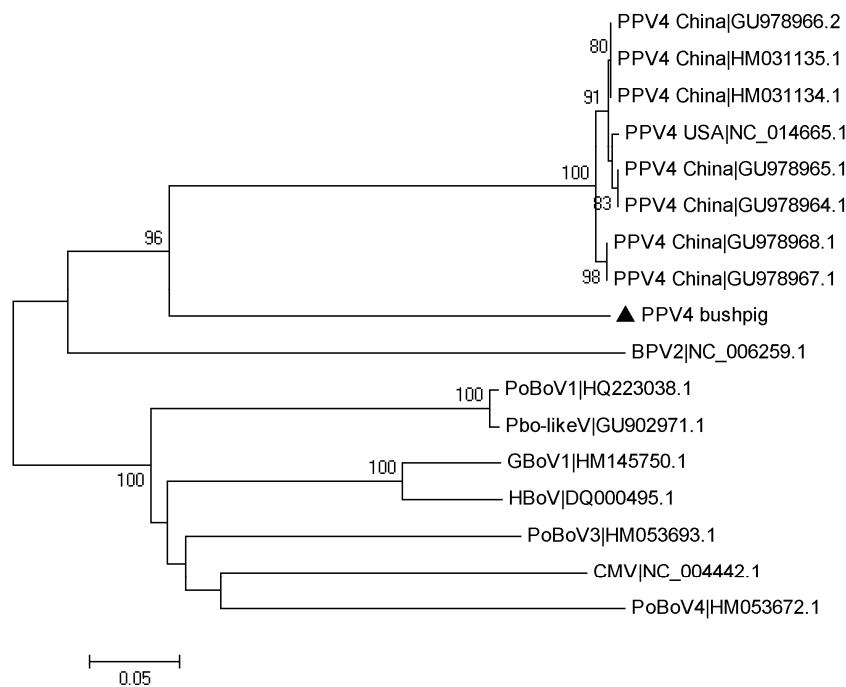 PPV4 China|GU978966.2
80
PPV4 China|HM031135.1
91
PPV4 China|HM031134.1
PPV4 USA|NC_014665.1
100
PPV4 China|GU978965.1
83
PPV4 China|GU978964.1
96
PPV4 China|GU978968.1
98
PPV4 China|GU978967.1
PPV4 bushpig
BPV2|NC_006259.1
PoBoV1|HQ223038.1
100
Pbo-likeV|GU902971.1
GBoV1|HM145750.1
100
100
HBoV|DQ000495.1
PoBoV3|HM053693.1
CMV|NC_004442.1
PoBoV4|HM053672.1
0.05